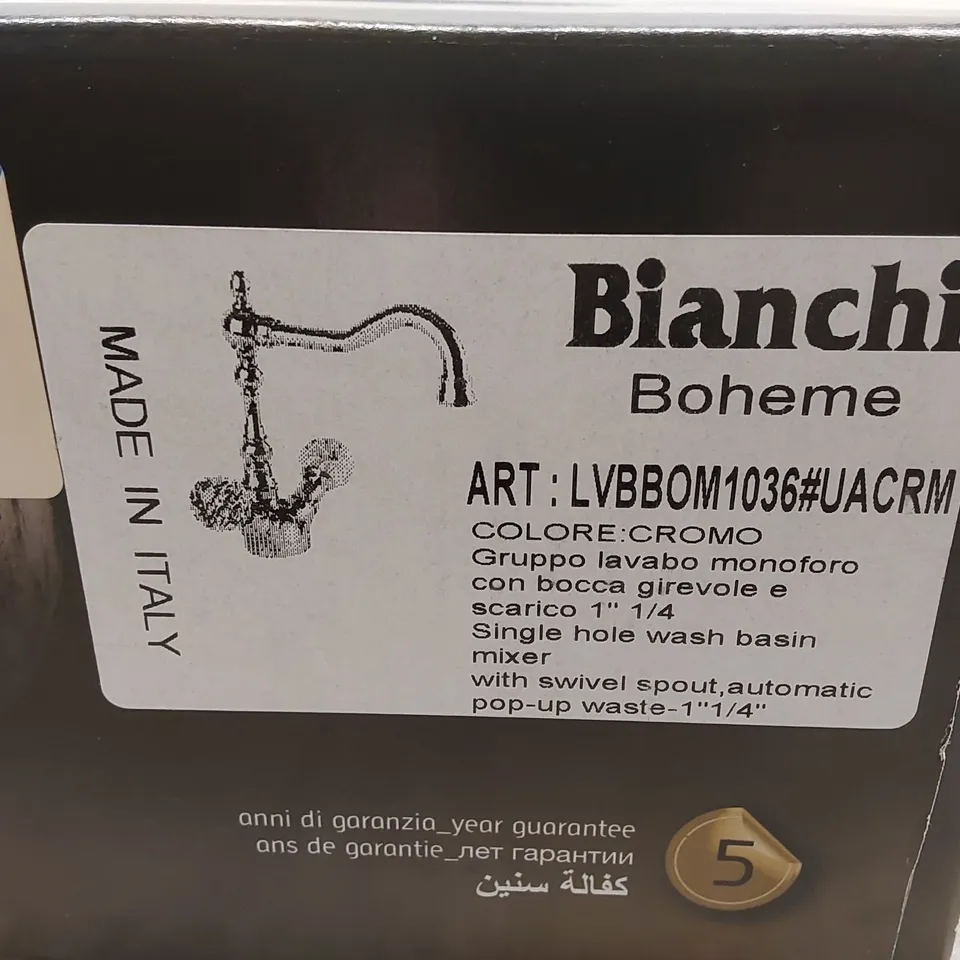 MADE IN ITALY
Bianchi
Boheme
ART : LVBBOM1036#UACRM
COLORE:CROMO
Gruppo lavabo monoforo
con bocca girevole e
scarico 1" 1/4
Single hole wash basin
mixer
with swivel spout,automatic
pop-up waste-1"1/4"
anni di garanzia_year guarantee
ans de garantie_лет гарантии
كفالة سنين
5